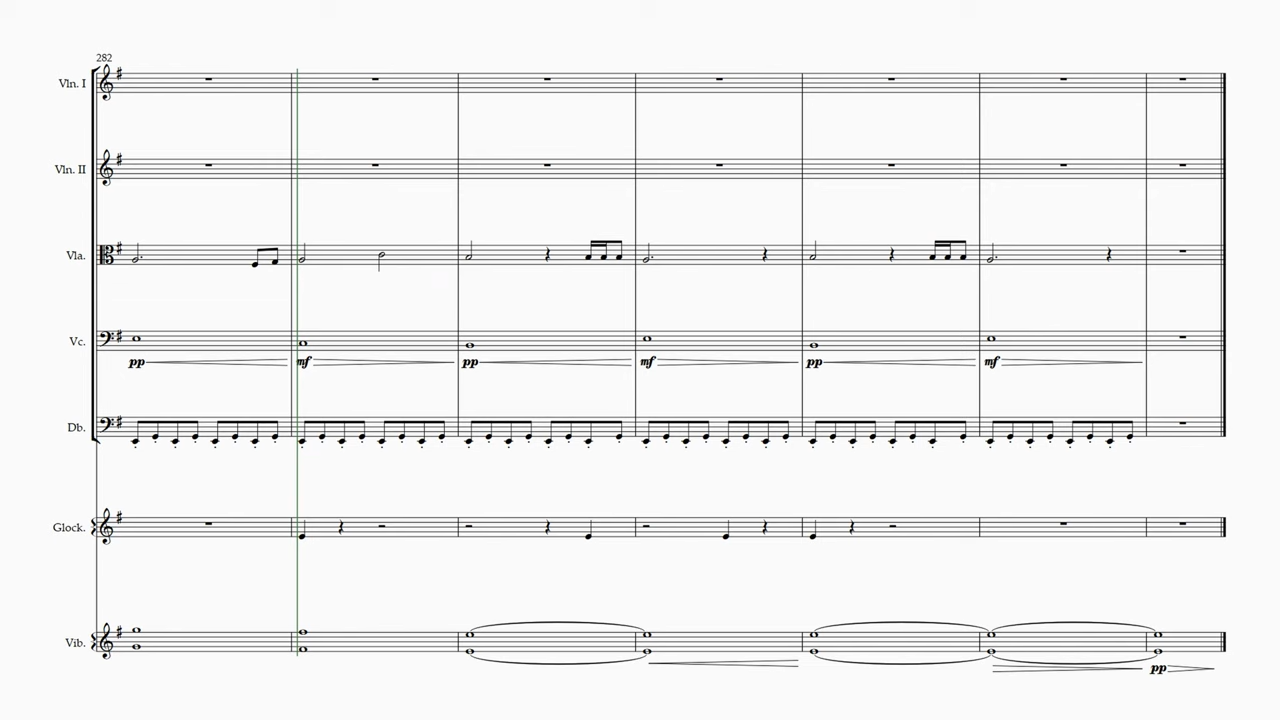 282
Vln. I
Vln. II
Vla.
Vc.
pp mf pp mf pp mf
Db.
Glock.
Vib.
pp